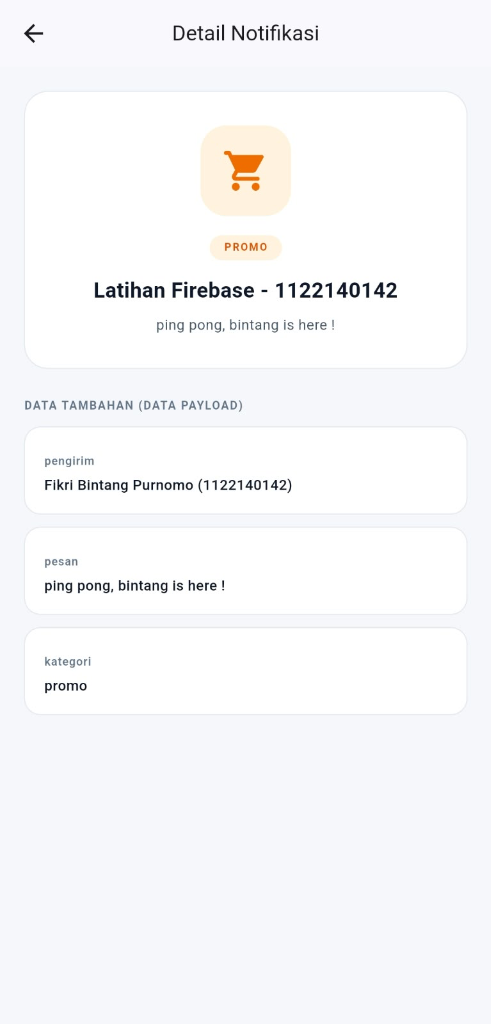 Detail Notifikasi
PROMO
Latihan Firebase - 1122140142
ping pong, bintang is here !
DATA TAMBAHAN (DATA PAYLOAD)
pengirim
Fikri Bintang Purnomo (1122140142)
pesan
ping pong, bintang is here !
kategori
promo